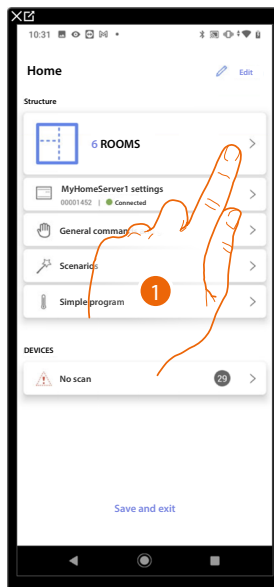 10:31
Home
Edit
Structure
6 ROOMS
MyHomeServer1 settings
00001452 | Connected
General comman
Scenarios
Simple program
1
DEVICES
No scan
29
Save and exit